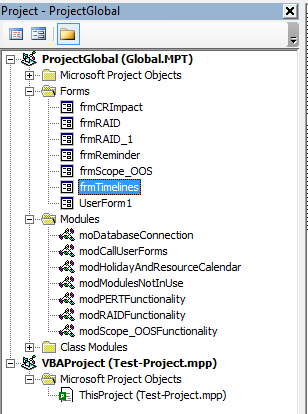 Project - ProjectGlobal
ProjectGlobal (Global.MPT)
Microsoft Project Objects
Forms
frmCRImpact
frmRAID
frmRAID_1
frmReminder
frmScope_OOS
frmTimelines
UserForm1
Modules
moDatabaseConnection
modCallUserForms
modHolidayAndResourceCalendar
modModulesNotInUse
modPERTFunctionality
modRAIDFunctionality
modScope_OOSFunctionality
Class Modules
VBAProject (Test-Project.mpp)
Microsoft Project Objects
ThisProject (Test-Project.mpp)